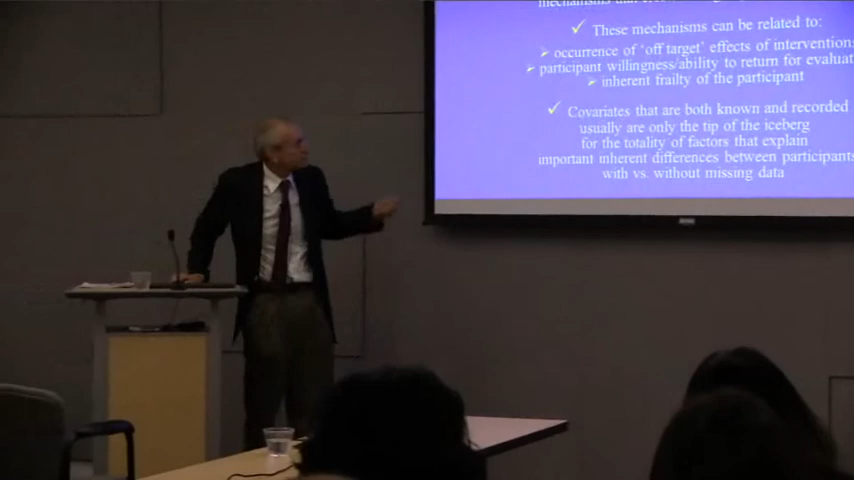 mechanisms that
✓ These mechanisms can be related to:
➢ occurrence of 'off target' effects of intervention
➢ participant willingness/ability to return for evaluat
➢ inherent frailty of the participant
✓ Covariates that are both known and recorded
usually are only the tip of the iceberg
for the totality of factors that explain
important inherent differences between participants
with vs. without missing data